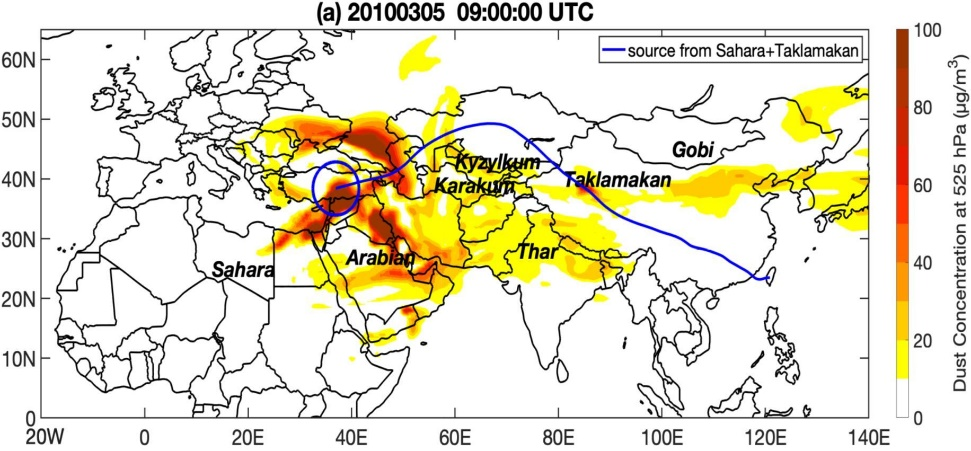 (a) 20100305 09:00:00 UTC
source from Sahara+Taklamakan
60N
50N
40N
30N
20N
10N
0
20W 0 20E 40E 60E 80E 100E 120E 140E
Gobi
Kyzylkum
Karakum
Taklamakan
Thar
Arabian
Sahara
100
80
60
40
20
0
Dust Concentration at 525 hPa (μg/m³)